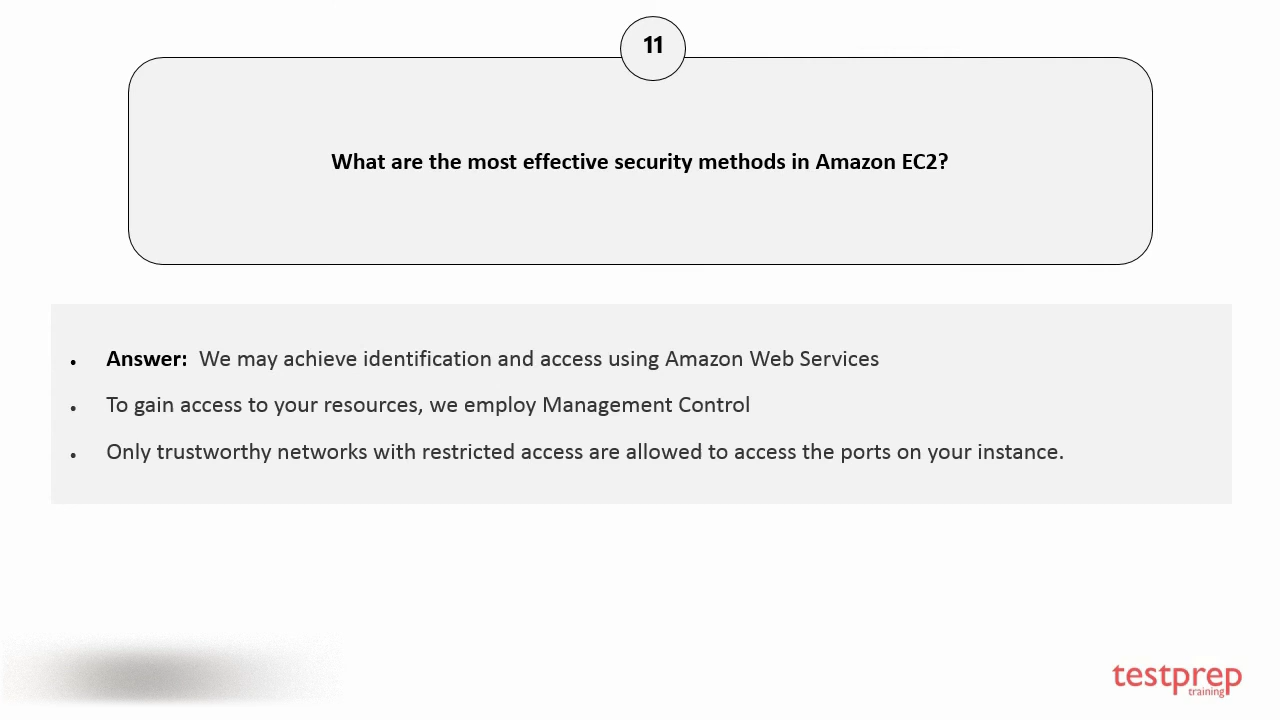 11
What are the most effective security methods in Amazon EC2?
• Answer: We may achieve identification and access using Amazon Web Services
• To gain access to your resources, we employ Management Control
• Only trustworthy networks with restricted access are allowed to access the ports on your instance.
testprep
training